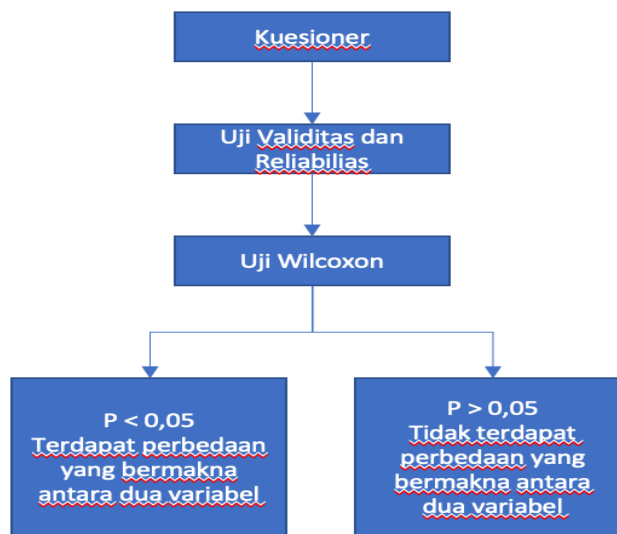 Kuesioner
Uji Validitas dan
Reliabilias
Uji Wilcoxon
P < 0,05
Terdapat perbedaan
yang bermakna
antara dua variabel
P > 0,05
Tidak terdapat
perbedaan yang
bermakna antara
dua variabel